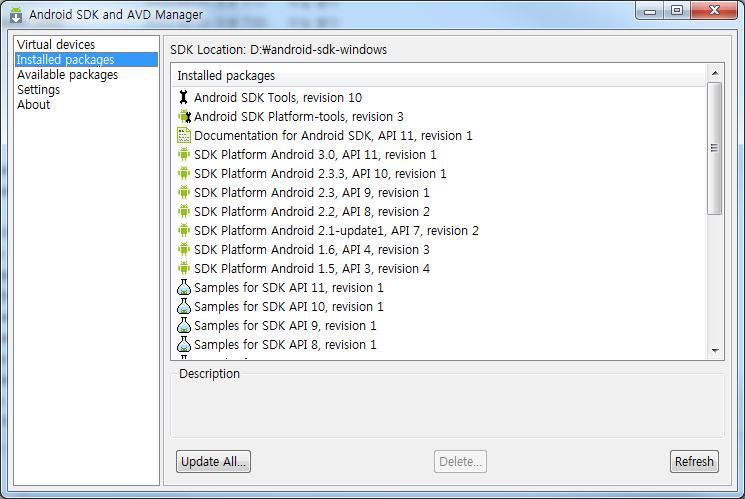 Android SDK and AVD Manager
Virtual devices
Installed packages
Available packages
Settings
About
SDK Location: D:₩android-sdk-windows
Installed packages
Android SDK Tools, revision 10
Android SDK Platform-tools, revision 3
Documentation for Android SDK, API 11, revision 1
SDK Platform Android 3.0, API 11, revision 1
SDK Platform Android 2.3.3, API 10, revision 1
SDK Platform Android 2.3, API 9, revision 1
SDK Platform Android 2.2, API 8, revision 2
SDK Platform Android 2.1-update1, API 7, revision 2
SDK Platform Android 1.6, API 4, revision 3
SDK Platform Android 1.5, API 3, revision 4
Samples for SDK API 11, revision 1
Samples for SDK API 10, revision 1
Samples for SDK API 9, revision 1
Samples for SDK API 8, revision 1
Description
Update All...
Delete...
Refresh